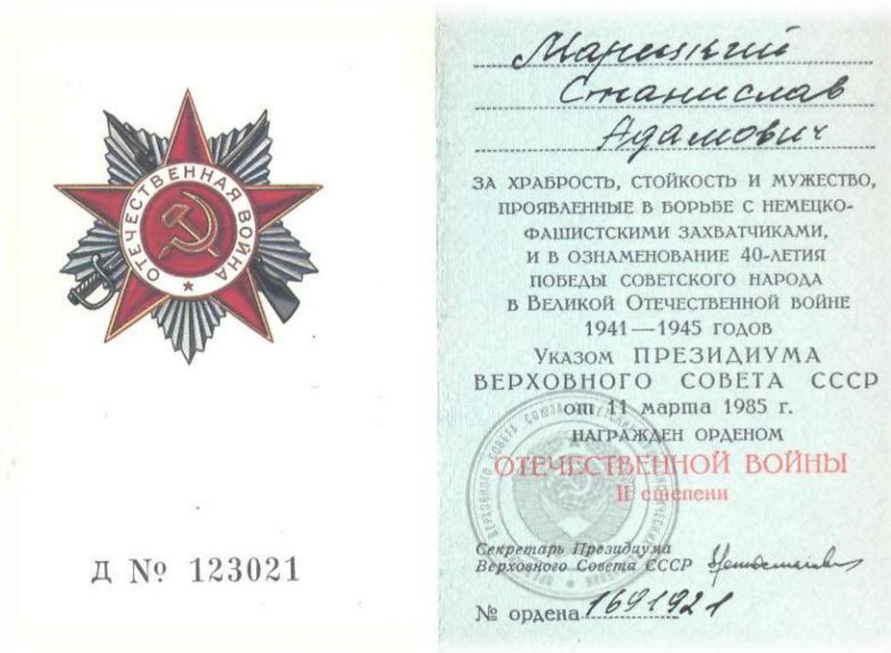 ОТЕЧЕСТВЕННАЯ ВОЙНА
Д № 123021
Марицкий
Станислав
Адамович
ЗА ХРАБРОСТЬ, СТОЙКОСТЬ И МУЖЕСТВО,
ПРОЯВЛЕННЫЕ В БОРЬБЕ С НЕМЕЦКО-
ФАШИСТСКИМИ ЗАХВАТЧИКАМИ,
И В ОЗНАМЕНОВАНИЕ 40-ЛЕТИЯ
ПОБЕДЫ СОВЕТСКОГО НАРОДА
В ВЕЛИКОЙ ОТЕЧЕСТВЕННОЙ ВОЙНЕ
1941—1945 ГОДОВ
УКАЗОМ ПРЕЗИДИУМА
ВЕРХОВНОГО СОВЕТА СССР
от 11 марта 1985 г.
НАГРАЖДЕН ОРДЕНОМ
ОТЕЧЕСТВЕННОЙ ВОЙНЫ
II степени
Секретарь Президиума
Верховного Совета СССР
№ ордена 1691921